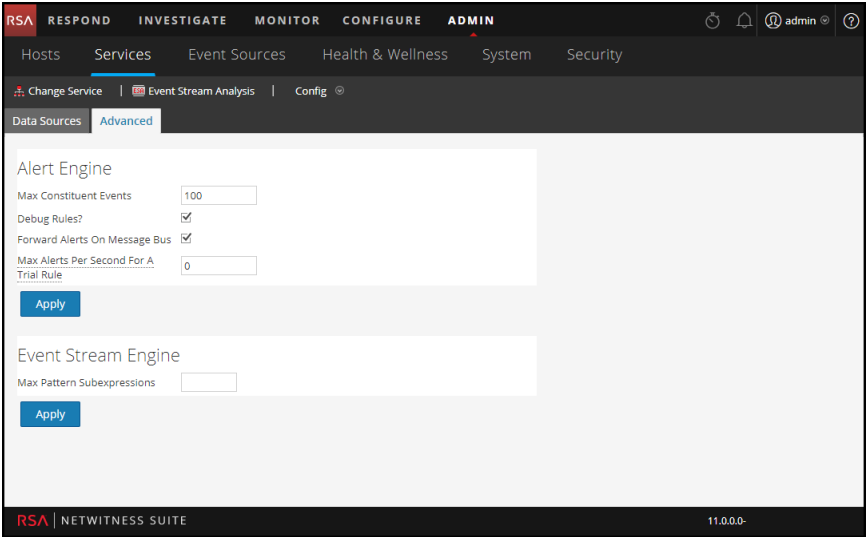 RSA RESPOND INVESTIGATE MONITOR CONFIGURE ADMIN admin ?
Hosts Services Event Sources Health & Wellness System Security
Change Service | Event Stream Analysis | Config
Data Sources Advanced
Alert Engine
Max Constituent Events 100
Debug Rules?
Forward Alerts On Message Bus
Max Alerts Per Second For A
Trial Rule 0
Apply
Event Stream Engine
Max Pattern Subexpressions
Apply
RSA | NETWITNESS SUITE 11.0.0.0-